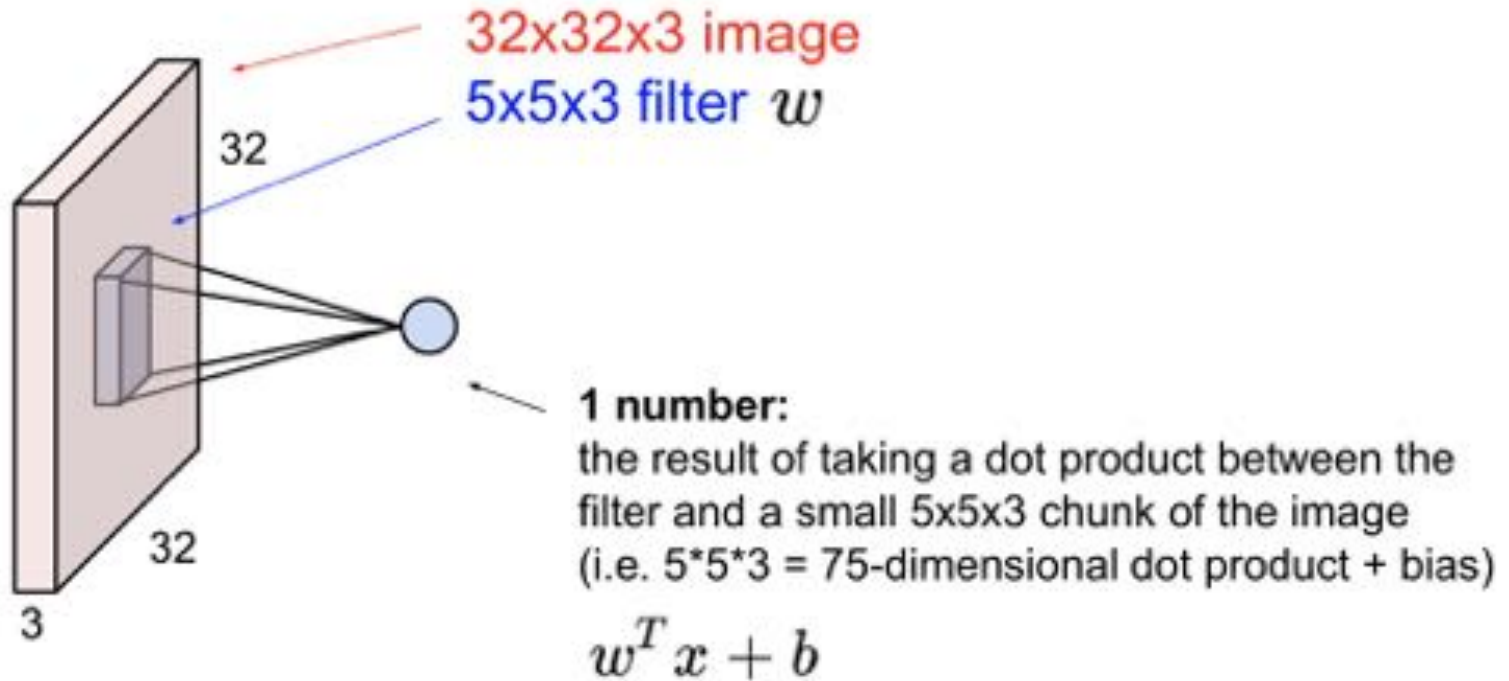 32x32x3 image
5x5x3 filter w
32
32
3
1 number:
the result of taking a dot product between the
filter and a small 5x5x3 chunk of the image
(i.e. 5*5*3 = 75-dimensional dot product + bias)
w^T x + b